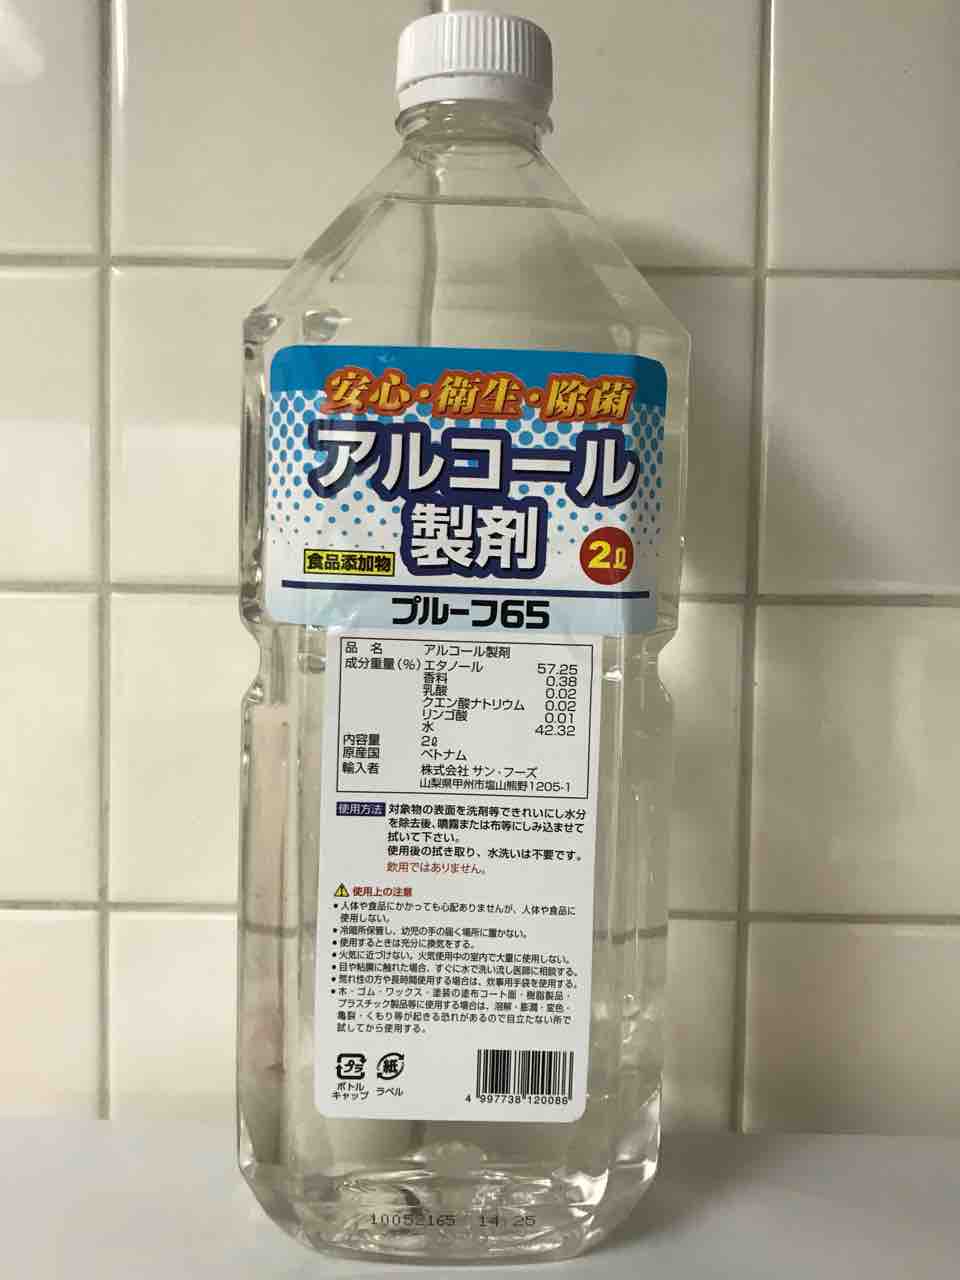 安心・衛生・除菌
アルコール
製剤
食品添加物
2ℓ
プルーフ65
品 名 アルコール製剤
成分重量(%) エタノール 57.25
香料 0.38
乳酸 0.02
クエン酸ナトリウム 0.02
リンゴ酸 0.01
水 42.32
内容量 2ℓ
原産国 ベトナム
輸入者 株式会社 サン・フーズ
山梨県甲州市塩山熊野1205-1
使用方法 対象物の表面を洗剤等できれいにし水分
を除去後、噴霧または布等にしみ込ませて
拭いて下さい。
使用後の拭き取り、水洗いは不要です。
飲用ではありません。
使用上の注意
●人体や食品にかかっても心配ありませんが、人体や食品に
使用しない。
●冷暗所保管し、幼児の手の届く場所に置かない。
●使用するときは充分に換気をする。
●火気に近づけない。火気使用中の室内で大量に使用しない。
●目や粘膜に触れた場合、すぐに水で洗い流し医師に相談する。
●荒れ性の方や長時間使用する場合は、炊事用手袋を使用する。
●木・ゴム・ワックス・塗装の塗布コート面・樹脂製品・
プラスチック製品等に使用する場合は、溶解・膨潤・変色・
亀裂・くもり等が起きる恐れがあるので目立たない所で
試してから使用する。
プラ 紙
ボトル ラベル
キャップ
4 997738 120086
10052165 14 25